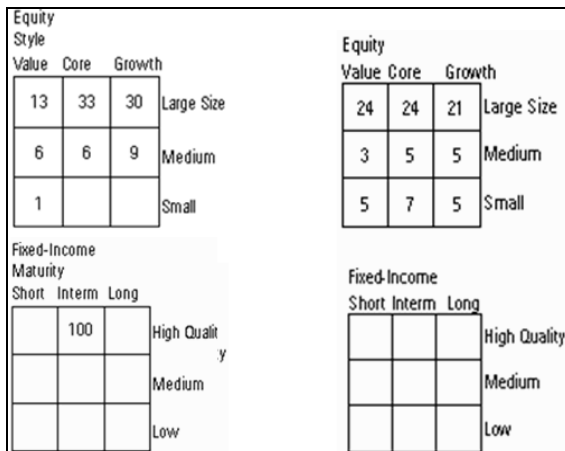 Equity
Style
Value Core Growth
13 33 30 Large Size
6 6 9 Medium
1 Small
Fixed-Income
Maturity
Short Interm Long
100 High Qualit
y
Medium
Low
Equity
Value Core Growth
24 24 21 Large Size
3 5 5 Medium
5 7 5 Small
Fixed-Income
Short Interm Long
High Quality
Medium
Low